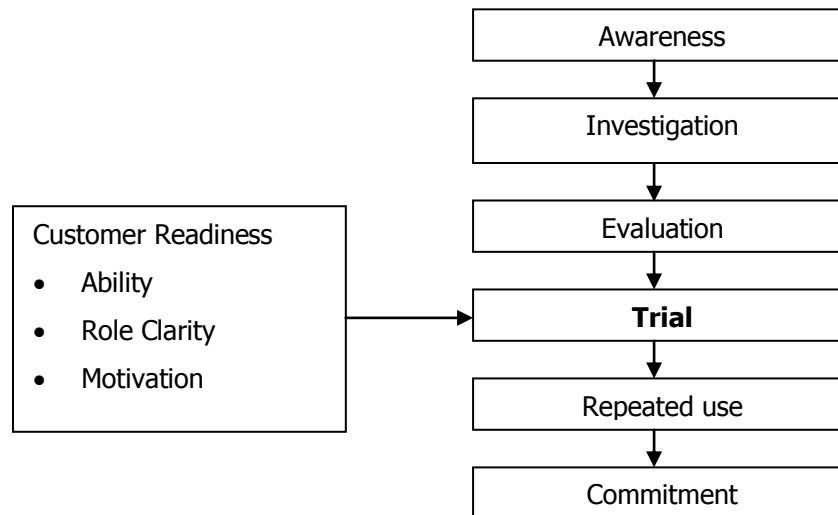 Awareness
Investigation
Evaluation
Customer Readiness
• Ability
• Role Clarity
• Motivation
Trial
Repeated use
Commitment